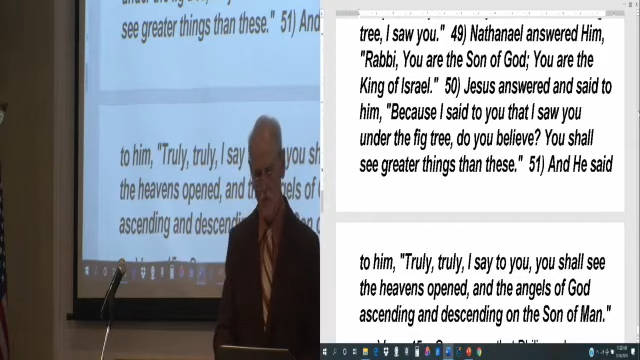 see greater things than these." 51) And
to him, "Truly, truly, I say you sh
the heavens opened, and the angels of
ascending and descending
tree, I saw you." 49) Nathanael answered Him,
"Rabbi, You are the Son of God; You are the
King of Israel." 50) Jesus answered and said to
him, "Because I said to you that I saw you
under the fig tree, do you believe? You shall
see greater things than these." 51) And He said
to him, "Truly, truly, I say to you, you shall see
the heavens opened, and the angels of God
ascending and descending on the Son of Man."